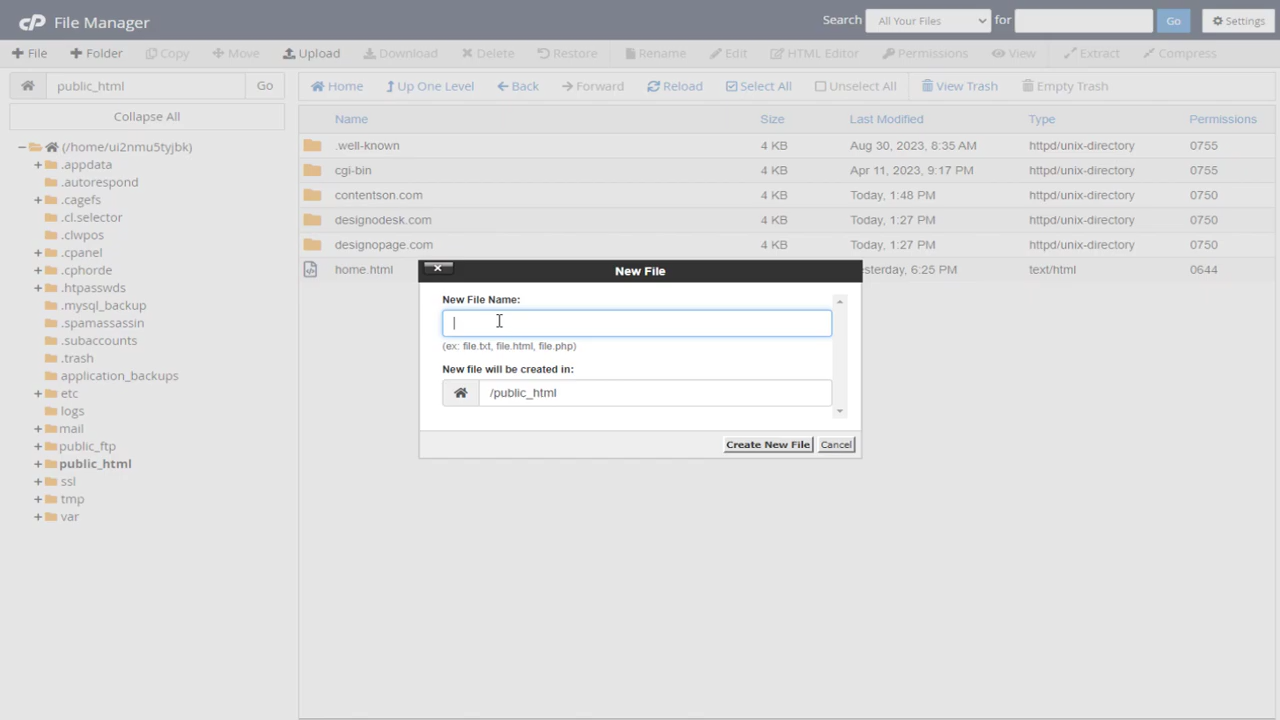 cP File Manager Search All Your Files for Go Settings
File Folder Copy Move Upload Download Delete Restore Rename Edit HTML Editor Permissions View Extract Compress
public_html Go Home Up One Level Back Forward Reload Select All Unselect All View Trash Empty Trash
Collapse All
Name Size Last Modified Type Permissions
(/home/ui2nmu5tyjbk)
.appdata
.autorespond
.cagefs
.cl.selector
.clwpos
.cpanel
.cphorde
.htpasswds
.mysql_backup
.spamassassin
.subaccounts
.trash
application_backups
etc
logs
mail
public_ftp
public_html
ssl
tmp
var
.well-known 4 KB Aug 30, 2023, 8:35 AM httpd/unix-directory 0755
cgi-bin 4 KB Apr 11, 2023, 9:17 PM httpd/unix-directory 0755
contentson.com 4 KB Today, 1:48 PM httpd/unix-directory 0750
designodesk.com 4 KB Today, 1:27 PM httpd/unix-directory 0750
designopage.com 4 KB Today, 1:27 PM httpd/unix-directory 0750
home.html esterday, 6:25 PM text/html 0644
New File
New File Name:
(ex: file.txt, file.html, file.php)
New file will be created in:
/public_html
Create New File Cancel